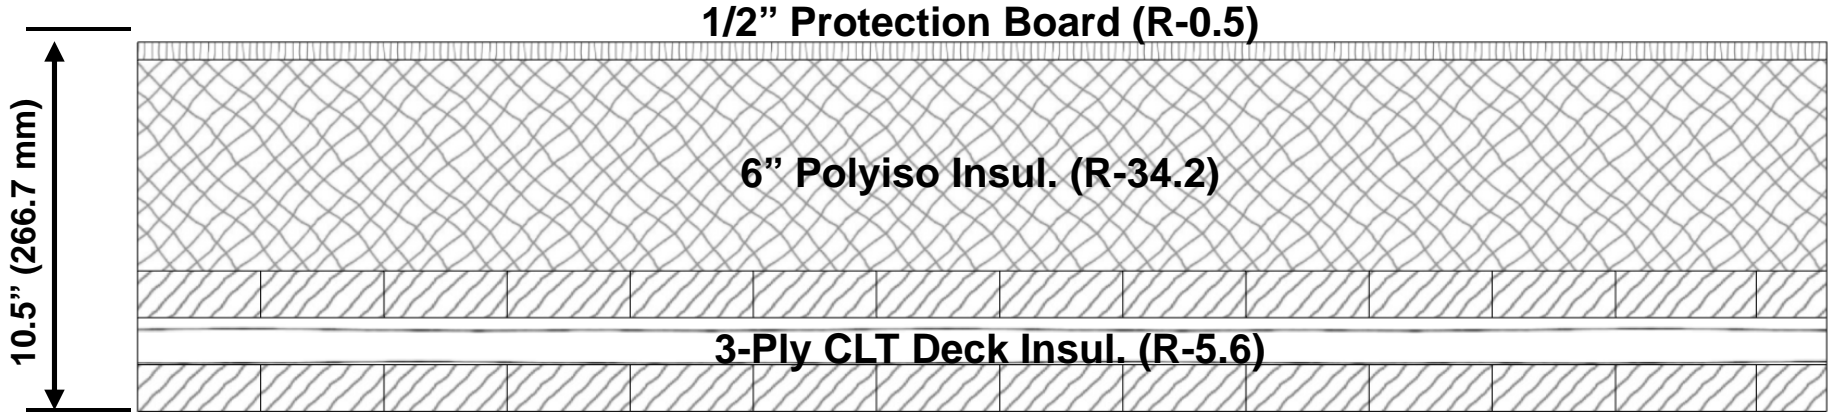 1/2” Protection Board (R-0.5)
10.5” (266.7 mm)
6” Polyiso Insul. (R-34.2)
3-Ply CLT Deck Insul. (R-5.6)